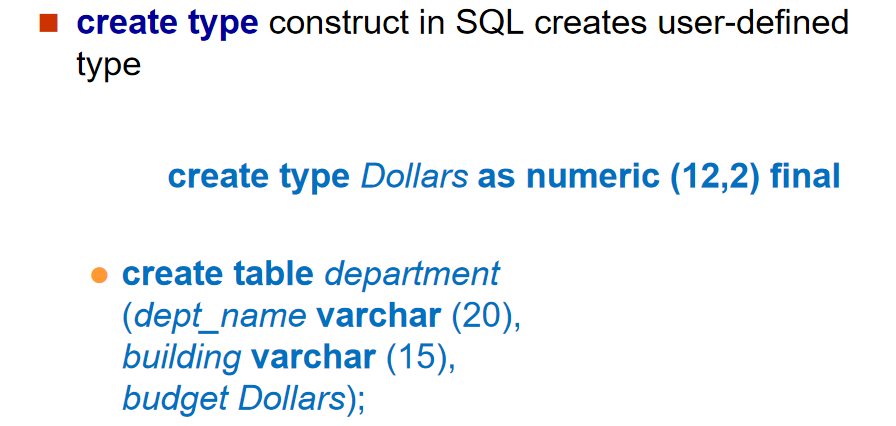 create type construct in SQL creates user-defined
type
create type Dollars as numeric (12,2) final
create table department
(dept_name varchar (20),
building varchar (15),
budget Dollars);